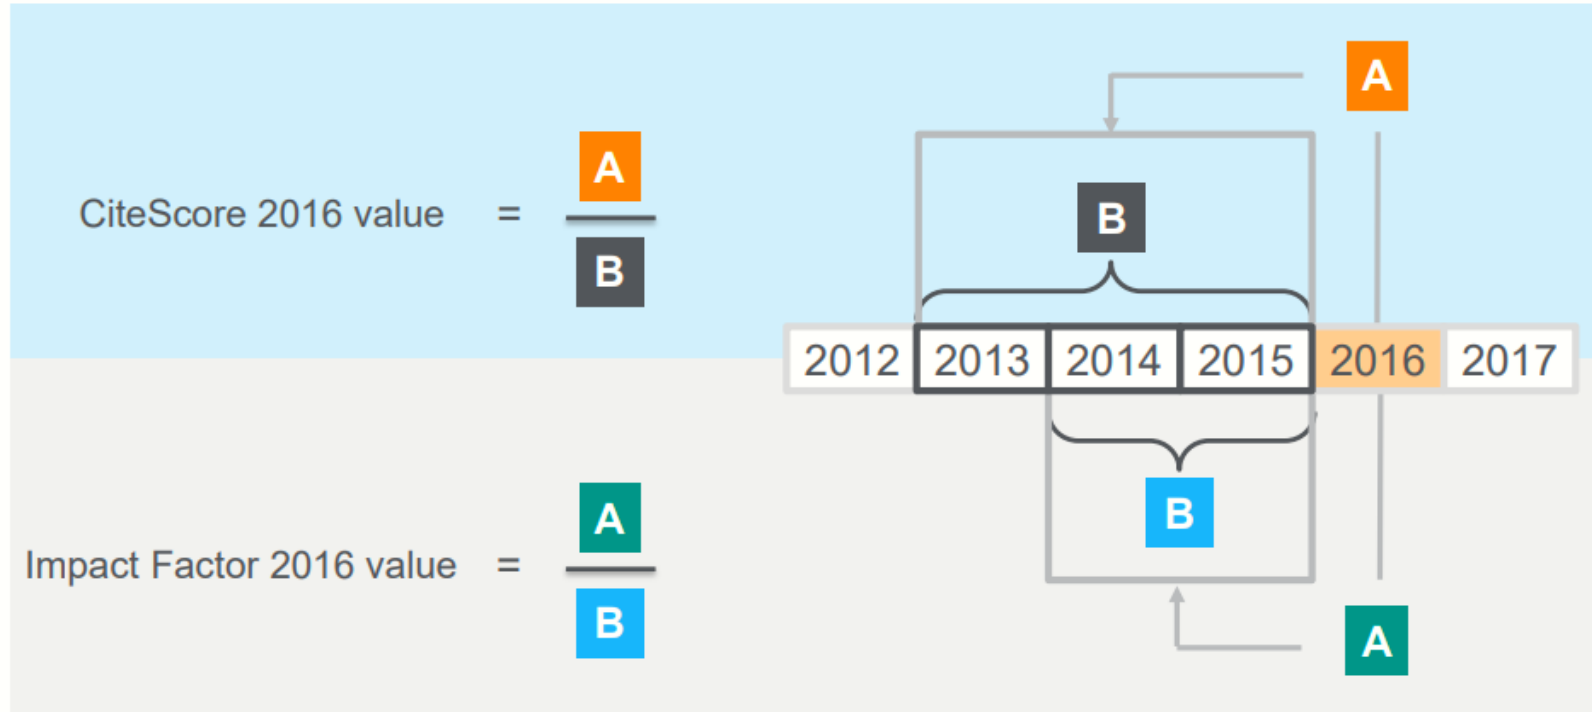 A
A
CiteScore 2016 value =
B
B
2012 2013 2014 2015 2016 2017
A
B
Impact Factor 2016 value =
B
A